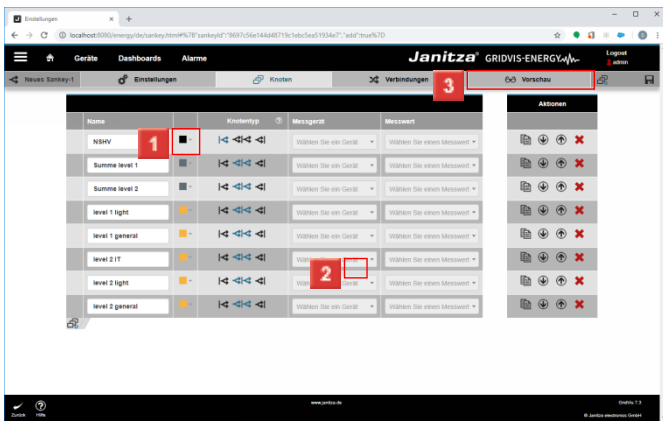 Einstellungen
localhost:8080/energy/de/sankey.html#%7B"sankeyId":"8697c56e144d48719c1ebc5ea51934e7","add":true%7D
Geräte Dashboards Alarme
Janitza® GRIDVIS-ENERGY
Logout
admin
Neues Sankey-1 Einstellungen Knoten Verbindungen Vorschau
3
Aktionen
Name Knotentyp Messgerät Messwert
1
NSHV Wählen Sie ein Gerät Wählen Sie einen Messwert
Summe level 1 Wählen Sie ein Gerät Wählen Sie einen Messwert
Summe level 2 Wählen Sie ein Gerät Wählen Sie einen Messwert
level 1 light Wählen Sie ein Gerät Wählen Sie einen Messwert
level 1 general Wählen Sie ein Gerät Wählen Sie einen Messwert
level 2 IT Wählen Sie ein Gerät Wählen Sie einen Messwert
2
level 2 light Wählen Sie ein Gerät Wählen Sie einen Messwert
level 2 general Wählen Sie ein Gerät Wählen Sie einen Messwert
Zurück Hilfe
www.janitza.de
GridVis 7.3
© Janitza electronics GmbH